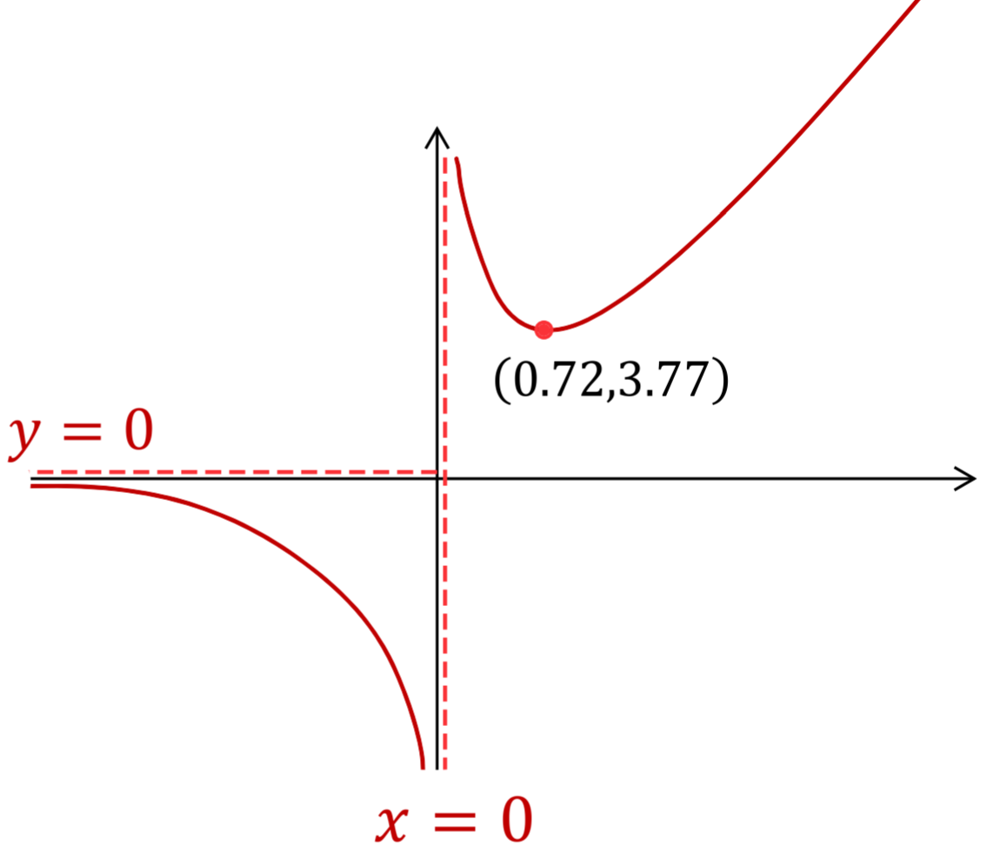 (0.72,3.77)
y = 0
x = 0